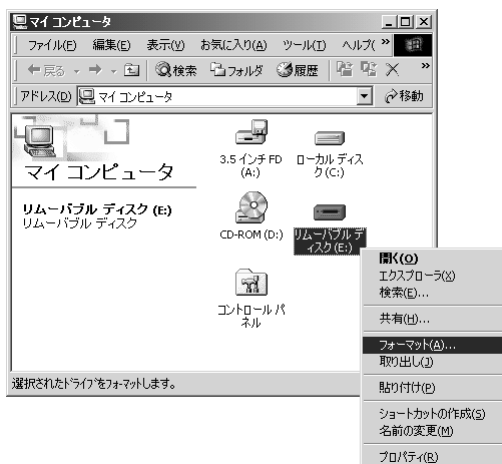 マイ コンピュータ
ファイル(F) 編集(E) 表示(V) お気に入り(A) ツール(T) ヘルプ( »
戻る 検索 フォルダ 履歴 »
アドレス(D) マイ コンピュータ 移動
マイ コンピュータ
リムーバブル ディスク (E:)
リムーバブル ディスク
3.5 インチ FD
(A:)
ローカル ディス
ク (C:)
CD-ROM (D:)
リムーバブル デ
ィスク (E:)
コントロール パ
ネル
選択されたドライブをフォーマットします。
開く(O)
エクスプローラ(X)
検索(E)...
共有(H)...
フォーマット(A)...
取り出し(J)
貼り付け(P)
ショートカットの作成(S)
名前の変更(M)
プロパティ(R)